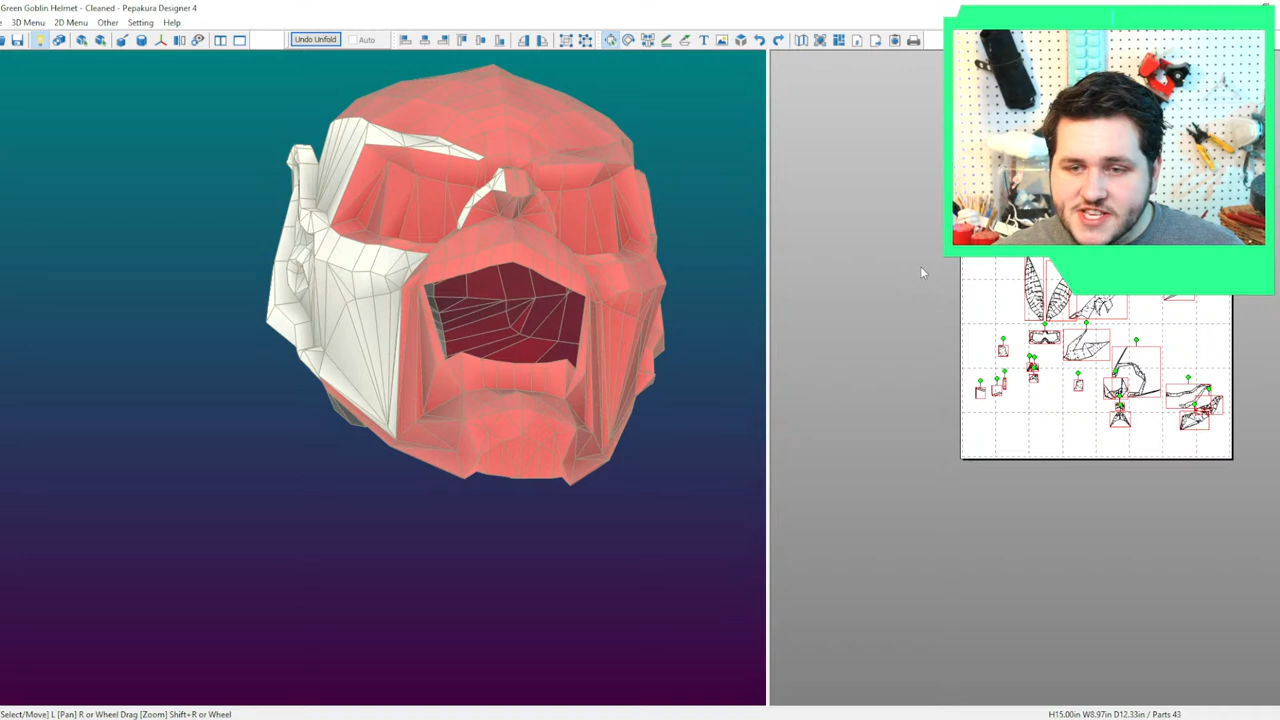 Green Goblin Helmet - Cleaned - Pepakura Designer 4
3D Menu 2D Menu Other Setting Help
Undo Unfold Auto
[Select/Move] L [Pan] R or Wheel Drag [Zoom] Shift+R or Wheel
H15.00in W8.97in D12.33in / Parts 43